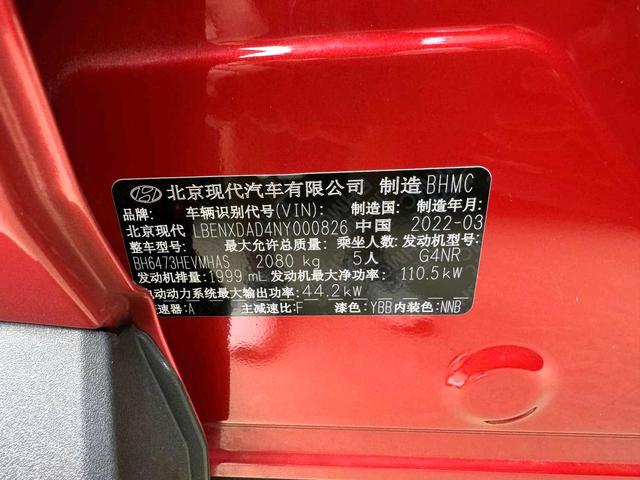 北京现代汽车有限公司 制造 BHMC
品牌: 车辆识别代号(VIN): 制造国: 制造年月:
北京现代 LBENXDAD4NY000826 中国 2022-03
整车型号: 最大允许总质量: 乘坐人数: 发动机型号:
BH6473HEVMHAS 2080 kg 5人 G4NR
发动机排量: 1999 mL 发动机最大净功率: 110.5kW
电动动力系统最大输出功率: 44.2kW
速器: A 主减速比: F 漆色: YBB 内装色: NNB